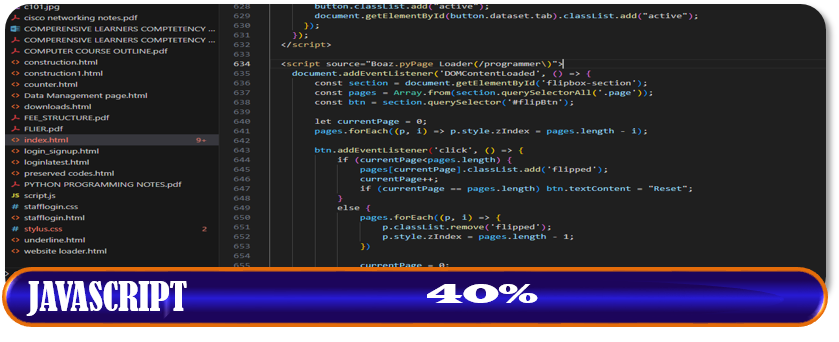 c101.jpg
cisco networking notes.pdf
COMPERENSIVE LEARNERS COMPTETENCY ...
COMPERENSIVE LEARNERS COMPTETENCY ...
COMPUTER COURSE OUTLINE.pdf
construction.html
construction1.html
counter.html
Data Management page.html
downloads.html
FEE_STRUCTURE.pdf
FLIER.pdf
index.html 9+
login_signup.html
loginlatest.html
preserved codes.html
PYTHON PROGRAMMING NOTES.pdf
JS script.js
stafflogin.css
stafflogin.html
stylus.css 2
underline.html
website loader.html
628 button.classList.add("active");
629 document.getElementById(button.dataset.tab).classList.add("active");
630 });
631 });
632 </script>
633
634 <script source="Boaz.pyPage Loader(/programmer\)">
635 document.addEventListener('DOMContentLoaded', () => {
636 const section = document.getElementById('flipbox-section');
637 const pages = Array.from(section.querySelectorAll('.page'));
638 const btn = section.querySelector('#flipBtn');
639
640 let currentPage = 0;
641 pages.forEach((p, i) => p.style.zIndex = pages.length - i);
642
643 btn.addEventListener('click', () => {
644 if (currentPage<pages.length) {
645 pages[currentPage].classList.add('flipped');
646 currentPage++;
647 if (currentPage == pages.length) btn.textContent = "Reset";
648 }
649 else {
650 pages.forEach((p, i) => {
651 p.classList.remove('flipped');
652 p.style.zIndex = pages.length - 1;
653 })
654
655 currentPage = 0;
JAVASCRIPT 40%